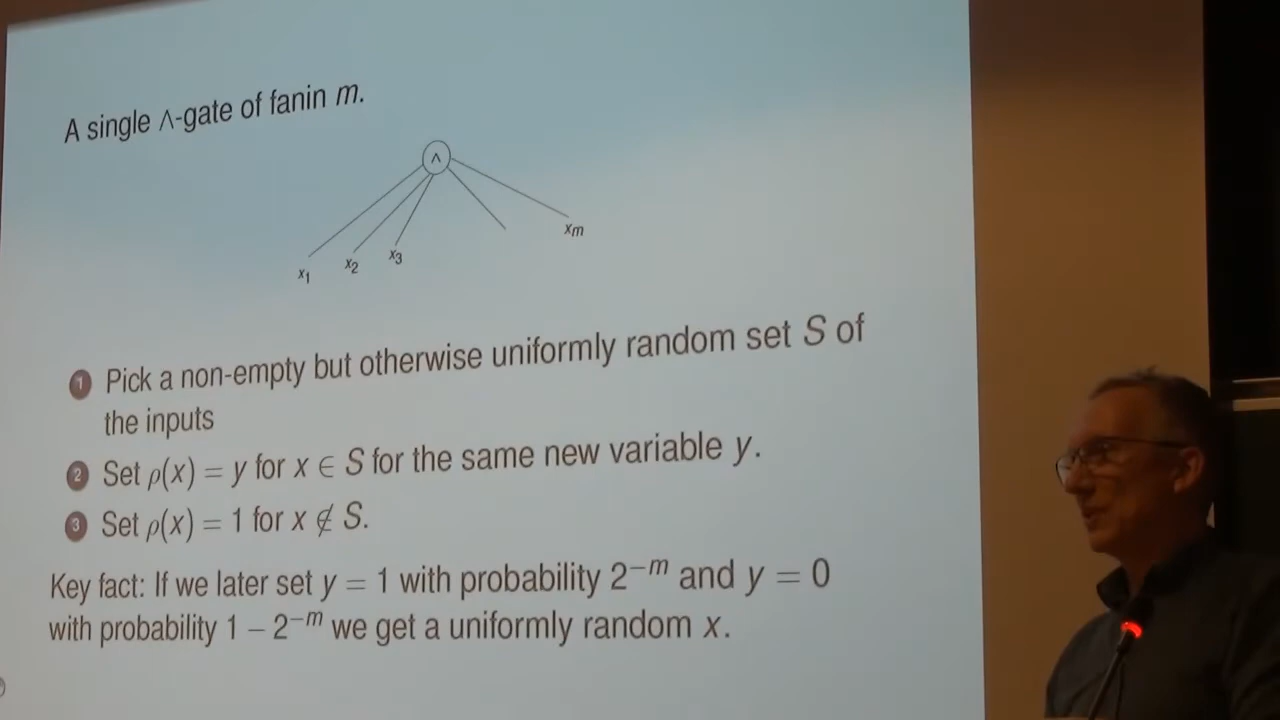 A single ∧-gate of fanin m.
∧
x₁ x₂ x₃ xₘ
1 Pick a non-empty but otherwise uniformly random set S of
the inputs
2 Set ρ(x) = y for x ∈ S for the same new variable y.
3 Set ρ(x) = 1 for x ∉ S.
Key fact: If we later set y = 1 with probability 2⁻ᵐ and y = 0
with probability 1 − 2⁻ᵐ we get a uniformly random x.